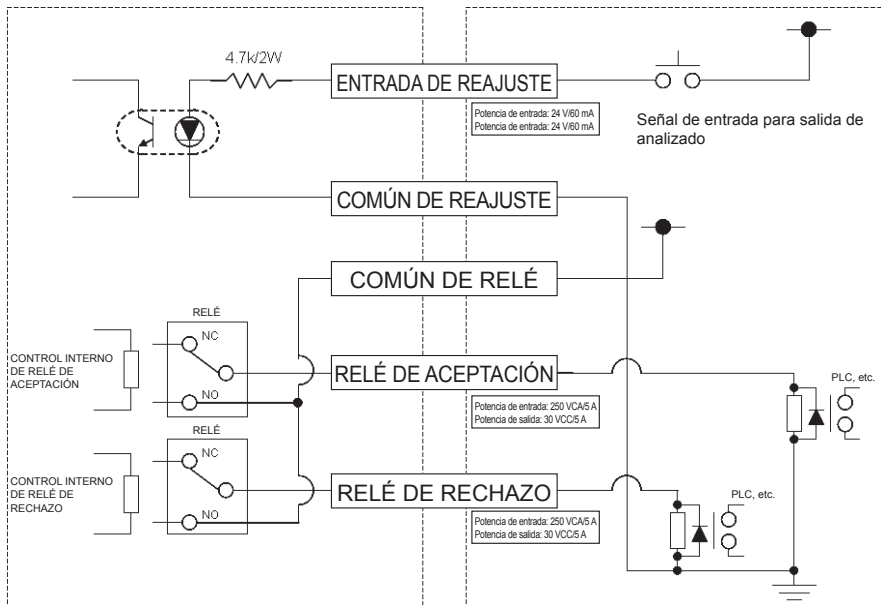 4.7k/2W
ENTRADA DE REAJUSTE
Potencia de entrada: 24 V/60 mA
Potencia de entrada: 24 V/60 mA
Señal de entrada para salida de
analizado
COMÚN DE REAJUSTE
COMÚN DE RELÉ
RELÉ
NC
NO
CONTROL INTERNO
DE RELÉ DE
ACEPTACIÓN
RELÉ DE ACEPTACIÓN
Potencia de entrada: 250 VCA/5 A
Potencia de salida: 30 VCC/5 A
PLC, etc.
RELÉ
NC
NO
CONTROL INTERNO
DE RELÉ DE
RECHAZO
RELÉ DE RECHAZO
Potencia de entrada: 250 VCA/5 A
Potencia de salida: 30 VCC/5 A
PLC, etc.